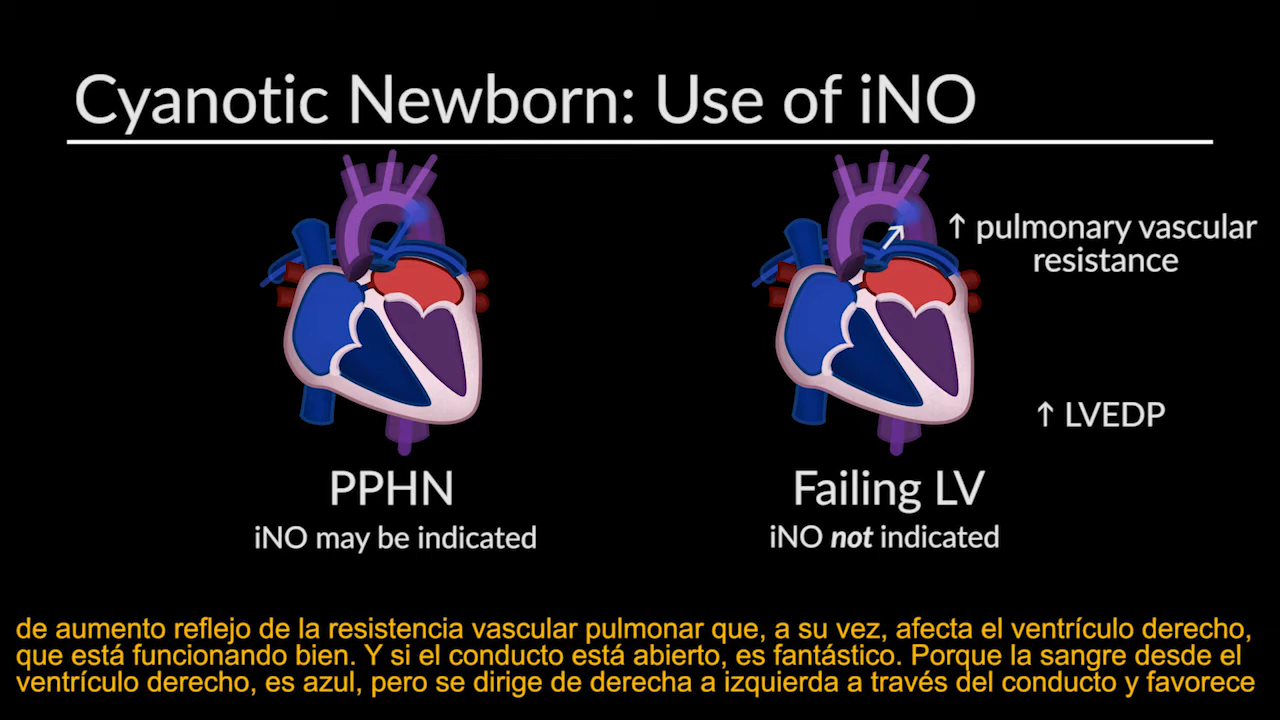 Cyanotic Newborn: Use of iNO
↑ pulmonary vascular
resistance
↑ LVEDP
PPHN
iNO may be indicated
Failing LV
iNO not indicated
de aumento reflejo de la resistencia vascular pulmonar que, a su vez, afecta el ventrículo derecho,
que está funcionando bien. Y si el conducto está abierto, es fantástico. Porque la sangre desde el
ventrículo derecho, es azul, pero se dirige de derecha a izquierda a través del conducto y favorece